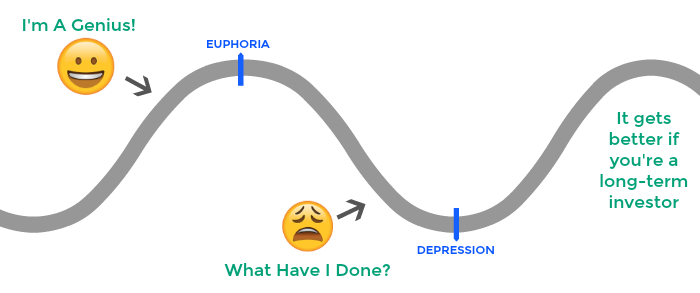 I'm A Genius!
EUPHORIA
It gets
better if
you're a
long-term
investor
DEPRESSION
What Have I Done?